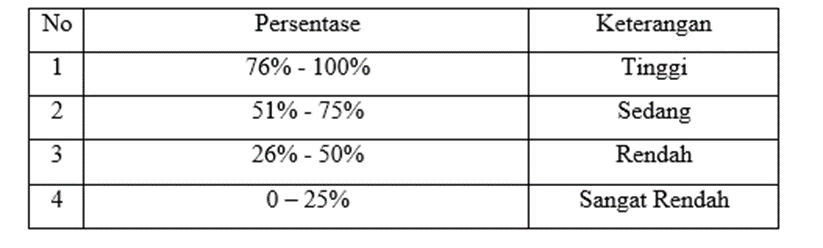 No Persentase Keterangan
1 76% - 100% Tinggi
2 51% - 75% Sedang
3 26% - 50% Rendah
4 0 – 25% Sangat Rendah